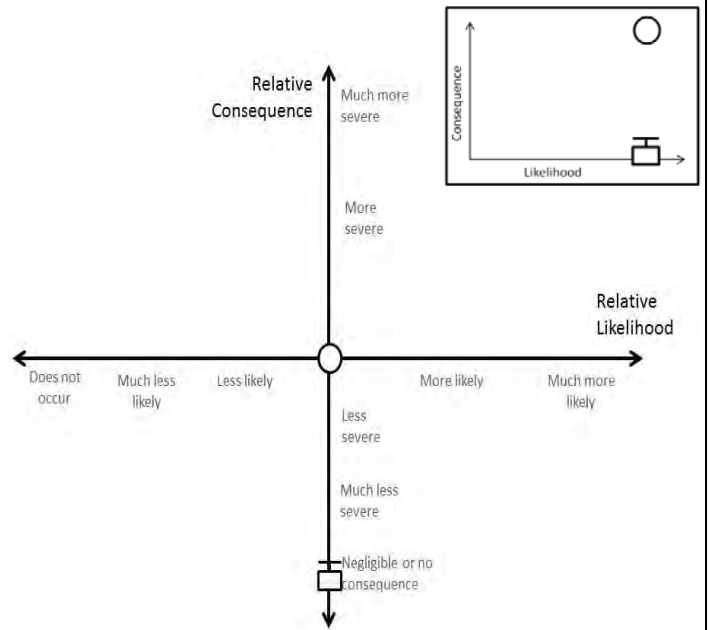 Relative
Consequence
Much more
severe
More
severe
Consequence
Likelihood
Relative
Likelihood
Does not
occur
Much less
likely
Less likely
More likely
Much more
likely
Less
severe
Much less
severe
Negligible or no
consequence